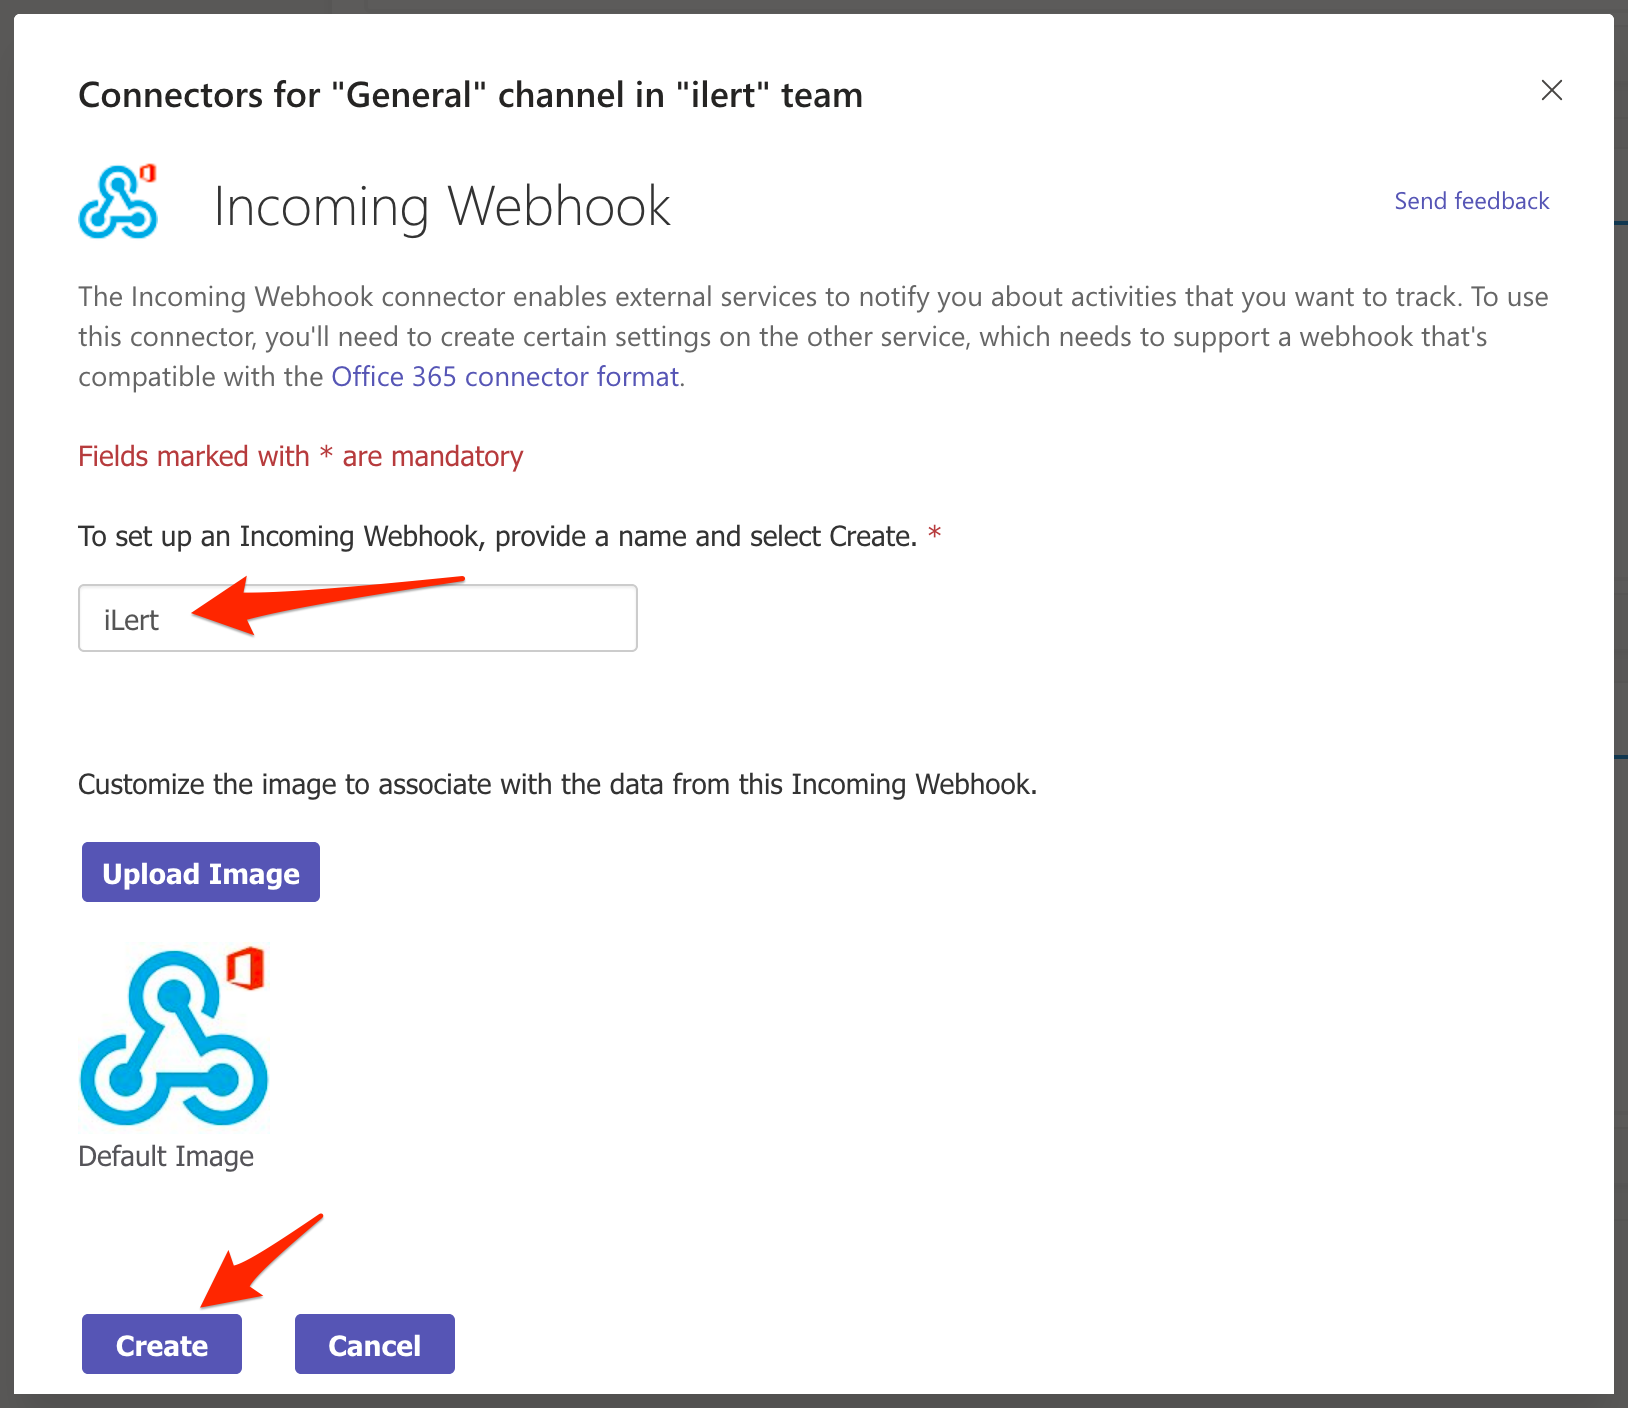 Connectors for "General" channel in "ilert" team
Incoming Webhook
Send feedback
The Incoming Webhook connector enables external services to notify you about activities that you want to track. To use
this connector, you'll need to create certain settings on the other service, which needs to support a webhook that's
compatible with the Office 365 connector format.
Fields marked with * are mandatory
To set up an Incoming Webhook, provide a name and select Create. *
iLert
Customize the image to associate with the data from this Incoming Webhook.
Upload Image
Default Image
Create
Cancel